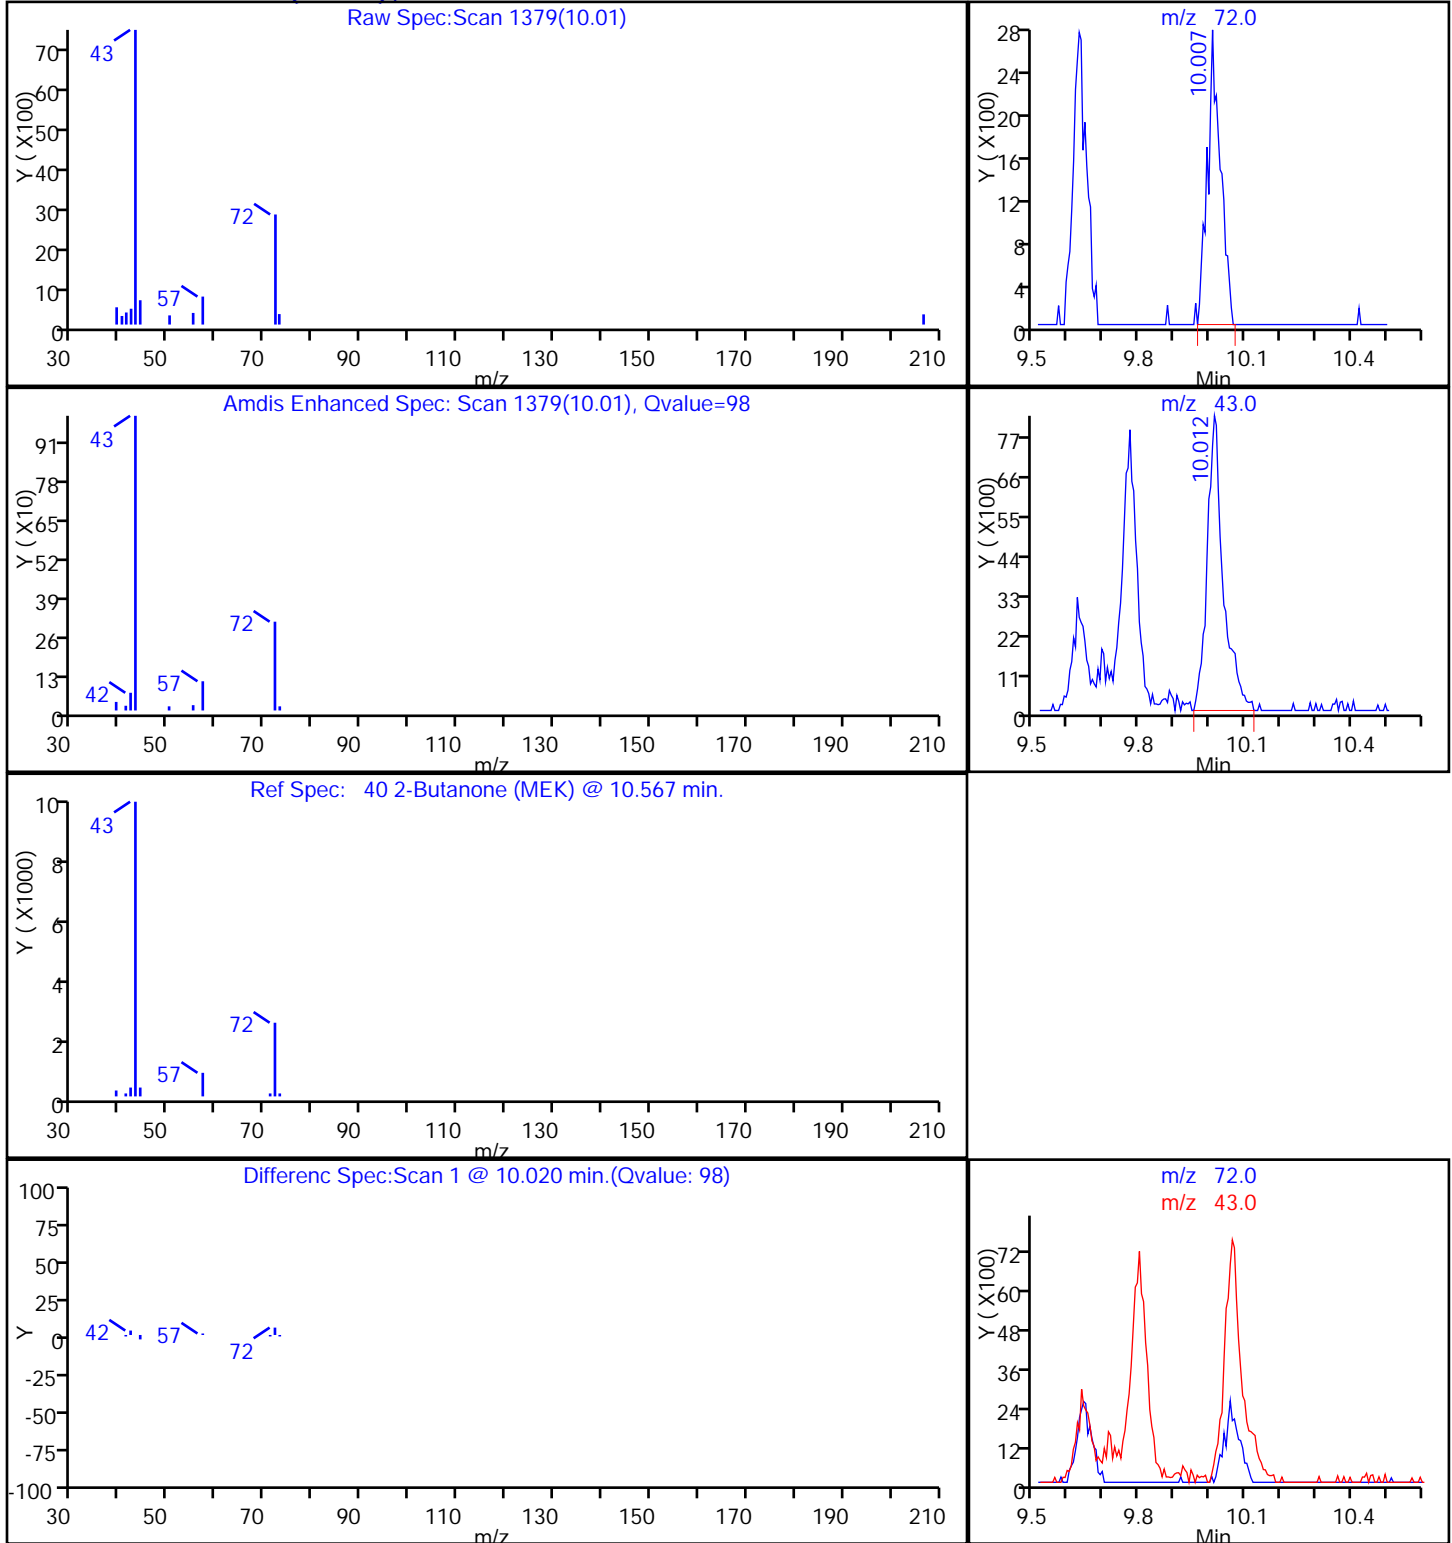 Raw Spec:Scan 1379(10.01)
Y ( X100)
70
60
50
40
30
20
10
0
43
57
72
30 50 70 90 110 130 150 170 190 210
m/z
m/z 72.0
Y ( X100)
28
24
20
16
12
8
4
0
10.007
9.5 9.8 10.1 10.4
Min
Amdis Enhanced Spec: Scan 1379(10.01), Qvalue=98
Y ( X10)
91
78
65
52
39
26
13
0
43
42
57
72
30 50 70 90 110 130 150 170 190 210
m/z
m/z 43.0
Y ( X100)
77
66
55
44
33
22
11
0
10.012
9.5 9.8 10.1 10.4
Min
Ref Spec: 40 2-Butanone (MEK) @ 10.567 min.
Y ( X1000)
10
8
6
4
2
0
43
57
72
30 50 70 90 110 130 150 170 190 210
m/z
Differenc Spec:Scan 1 @ 10.020 min.(Qvalue: 98)
Y
100
75
50
25
0
-25
-50
-75
-100
42
57
72
30 50 70 90 110 130 150 170 190 210
m/z
m/z 72.0
m/z 43.0
Y ( X100)
72
60
48
36
24
12
0
9.5 9.8 10.1 10.4
Min